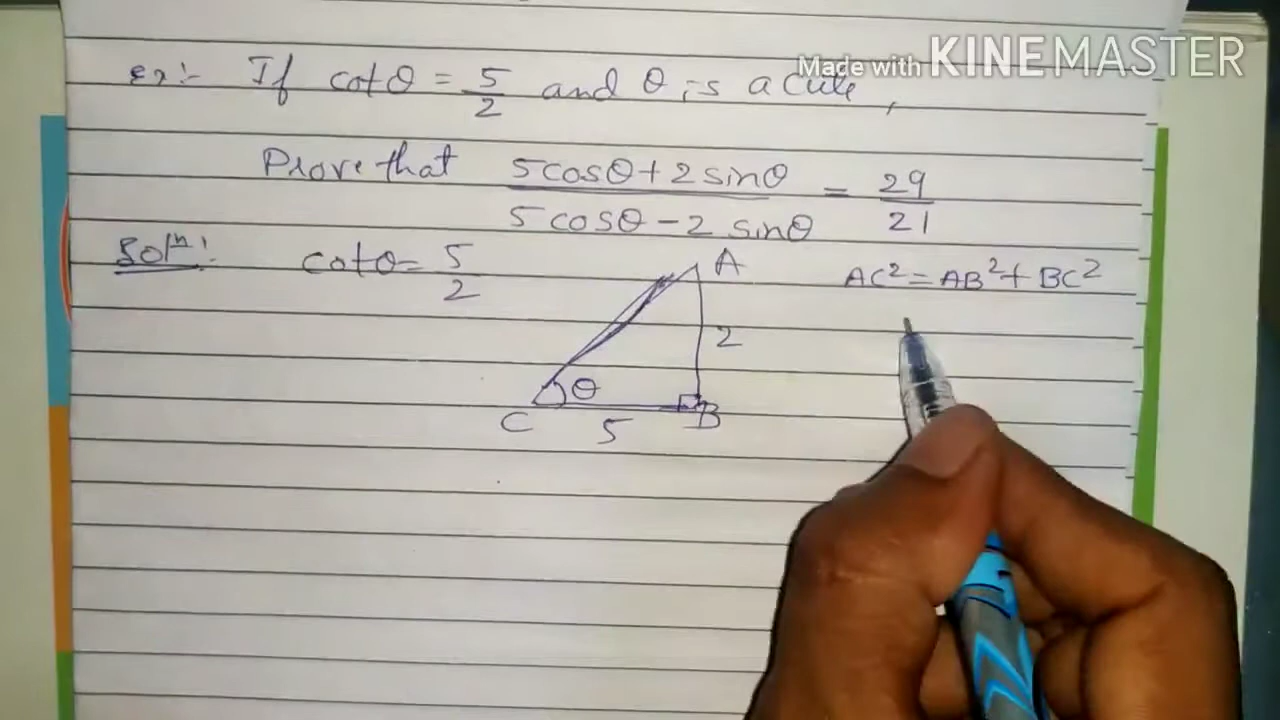 Made with KINEMASTER
Ex:- If cotθ = 5/2 and θ is acute,
Prove that (5cosθ+2sinθ)/(5cosθ-2sinθ) = 29/21
Solⁿ: cotθ= 5/2
A
AC²=AB²+BC²
2
θ
C
5
B